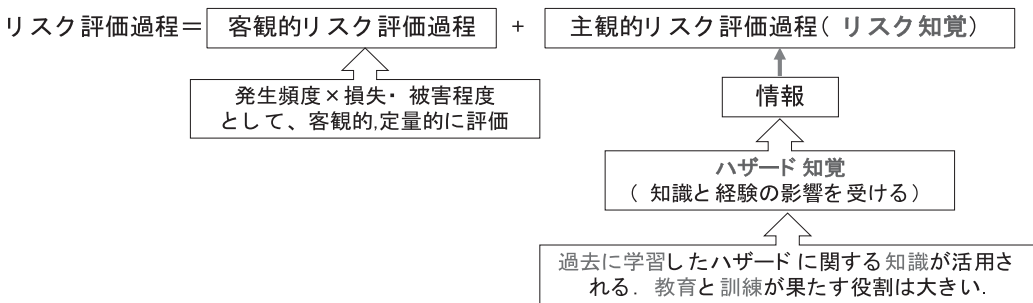 リスク評価過程＝ 客観的リスク評価過程 + 主観的リスク評価過程( リスク知覚)
発生頻度×損失・被害程度
として、客観的,定量的に評価
情報
ハザード知覚
( 知識と経験の影響を受ける)
過去に学習したハザードに関する知識が活用さ
れる. 教育と訓練が果たす役割は大きい.